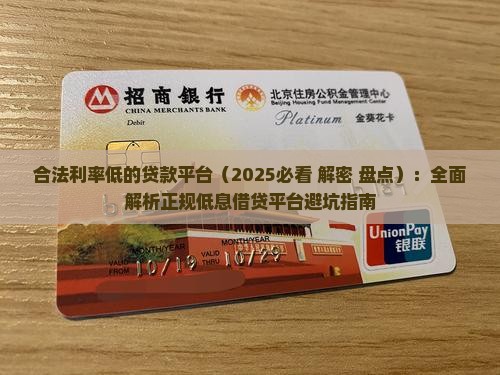 招商银行
CHINA MERCHANTS BANK
Debit
北京住房公积金管理中心
Beijing Housing Fund Management Center
Platinum 金葵花卡
合法利率低的贷款平台（2025必看 解密 盘点）：全面
解析正规低息借贷平台避坑指南
UnionPay
银联
MONTH/YEAR MONTH/YEAR
VALID FROM 10/19 VALID THRU 10/29